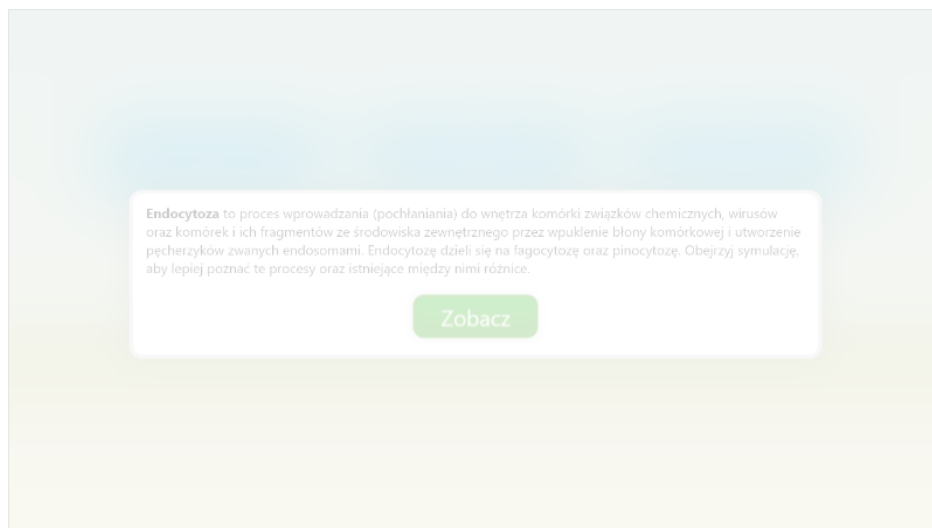 Endocytoza to proces wprowadzania (pochłaniania) do wnętrza komórki związków chemicznych, wirusów
oraz komórek i ich fragmentów ze środowiska zewnętrznego przez wpuklenie błony komórkowej i utworzenie
pęcherzyków zwanych endosomami. Endocytozę dzieli się na fagocytozę oraz pinocytozę. Obejrzyj symulację,
aby lepiej poznać te procesy oraz istniejące między nimi różnice.
Zobacz